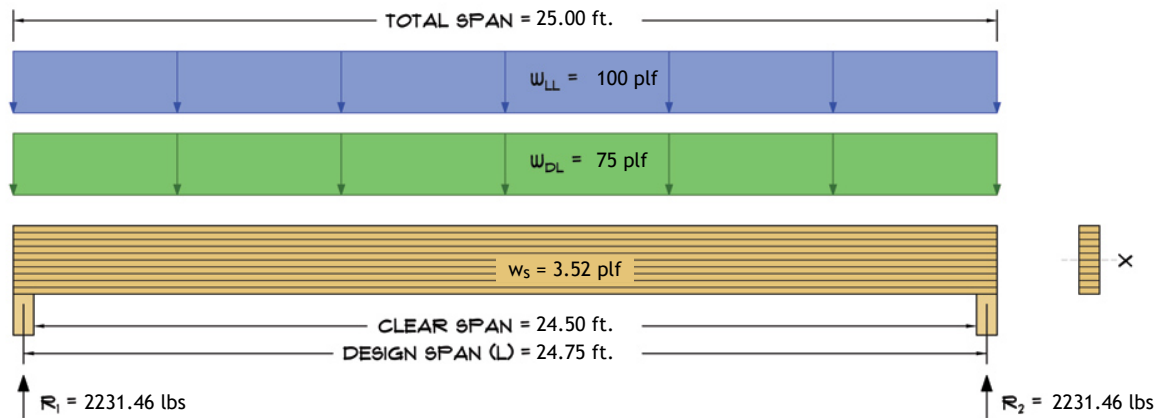 TOTAL SPAN = 25.00 ft.
wLL = 100 plf
wDL = 75 plf
ws = 3.52 plf
X
CLEAR SPAN = 24.50 ft.
DESIGN SPAN (L) = 24.75 ft.
R1 = 2231.46 lbs
R2 = 2231.46 lbs